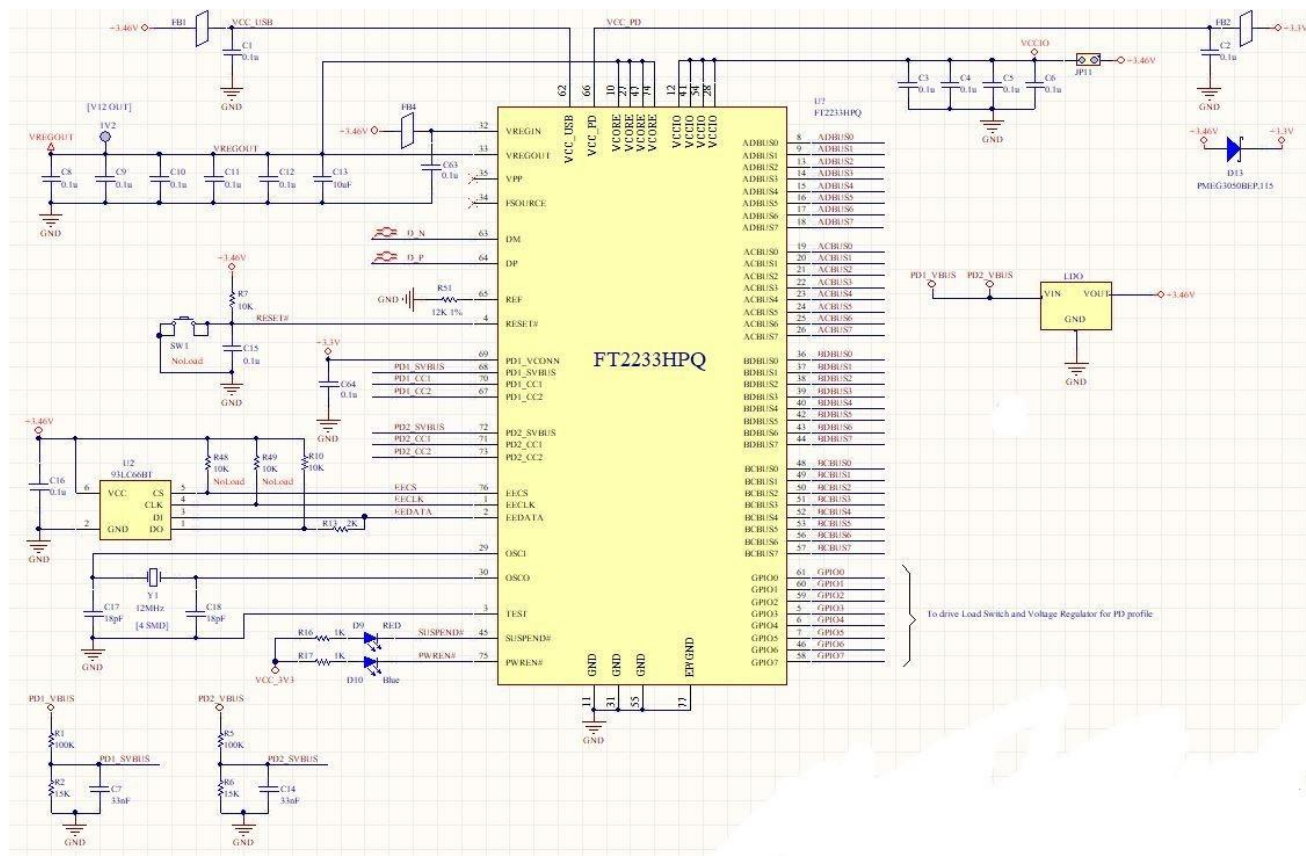 +3.46V FB1 VCC_USB
C1
0.1u
GND
VCC_PD
FB2 +3.3V
C2
0.1u
GND
VCCIO
JP11 +3.46V
C3
0.1u
C4
0.1u
C5
0.1u
C6
0.1u
GND
+3.46V +3.3V
D13
PMEG3050BEP,115
[V12 OUT]
1V2
VREGOUT
VREGOUT
C8
0.1u
C9
0.1u
C10
0.1u
C11
0.1u
C12
0.1u
C13
10uF
GND
FB4
+3.46V
C63
0.1u
D_N
D_P
GND R51
12K 1%
+3.46V
R7
10K
RESET#
SW1
NoLoad
C15
0.1u
GND
+3.3V
C64
0.1u
GND
PD1_SVBUS
PD1_CC1
PD1_CC2
PD2_SVBUS
PD2_CC1
PD2_CC2
+3.46V
C16
0.1u
GND
U2
93LC66BT
6 VCC CS 5
CLK 4
DI 3
2 GND DO 1
R48
10K
NoLoad
R49
10K
NoLoad
R10
10K
EECS
EECLK
EEDATA
R13 2K
Y1
12MHz
[4 SMD]
C17
18pF
C18
18pF
GND
R16 1K D9 RED SUSPEND#
R17 1K D10 Blue PWREN#
VCC_3V3
U?
FT2233HPQ
FT2233HPQ
62 VCC_USB
66 VCC_PD
10 VCORE
27 VCORE
47 VCORE
74 VCORE
12 VCCIO
41 VCCIO
54 VCCIO
28 VCCIO
32 VREGIN
33 VREGOUT
35 VPP
34 FSOURCE
63 DM
64 DP
65 REF
4 RESET#
69 PD1_VCONN
68 PD1_SVBUS
70 PD1_CC1
67 PD1_CC2
72 PD2_SVBUS
71 PD2_CC1
73 PD2_CC2
76 EECS
1 EECLK
2 EEDATA
29 OSCI
30 OSCO
3 TEST
45 SUSPEND#
75 PWREN#
GND 11
GND 31
GND 55
EP/GND 77
GND
ADBUS0 8 ADBUS0
ADBUS1 9 ADBUS1
ADBUS2 13 ADBUS2
ADBUS3 14 ADBUS3
ADBUS4 15 ADBUS4
ADBUS5 16 ADBUS5
ADBUS6 17 ADBUS6
ADBUS7 18 ADBUS7
ACBUS0 19 ACBUS0
ACBUS1 20 ACBUS1
ACBUS2 21 ACBUS2
ACBUS3 22 ACBUS3
ACBUS4 23 ACBUS4
ACBUS5 24 ACBUS5
ACBUS6 25 ACBUS6
ACBUS7 26 ACBUS7
BDBUS0 36 BDBUS0
BDBUS1 37 BDBUS1
BDBUS2 38 BDBUS2
BDBUS3 39 BDBUS3
BDBUS4 40 BDBUS4
BDBUS5 42 BDBUS5
BDBUS6 43 BDBUS6
BDBUS7 44 BDBUS7
BCBUS0 48 BCBUS0
BCBUS1 49 BCBUS1
BCBUS2 50 BCBUS2
BCBUS3 51 BCBUS3
BCBUS4 52 BCBUS4
BCBUS5 53 BCBUS5
BCBUS6 56 BCBUS6
BCBUS7 57 BCBUS7
GPIO0 61 GPIO0
GPIO1 60 GPIO1
GPIO2 59 GPIO2
GPIO3 5 GPIO3
GPIO4 6 GPIO4
GPIO5 7 GPIO5
GPIO6 46 GPIO6
GPIO7 58 GPIO7
To drive Load Switch and Voltage Regulator for PD profile
PD1_VBUS PD2_VBUS LDO
VIN VOUT +3.46V
GND
GND
PD1_VBUS
R1
100K
PD1_SVBUS
R2
15K
C7
33nF
GND
PD2_VBUS
R5
100K
PD2_SVBUS
R6
15K
C14
33nF
GND